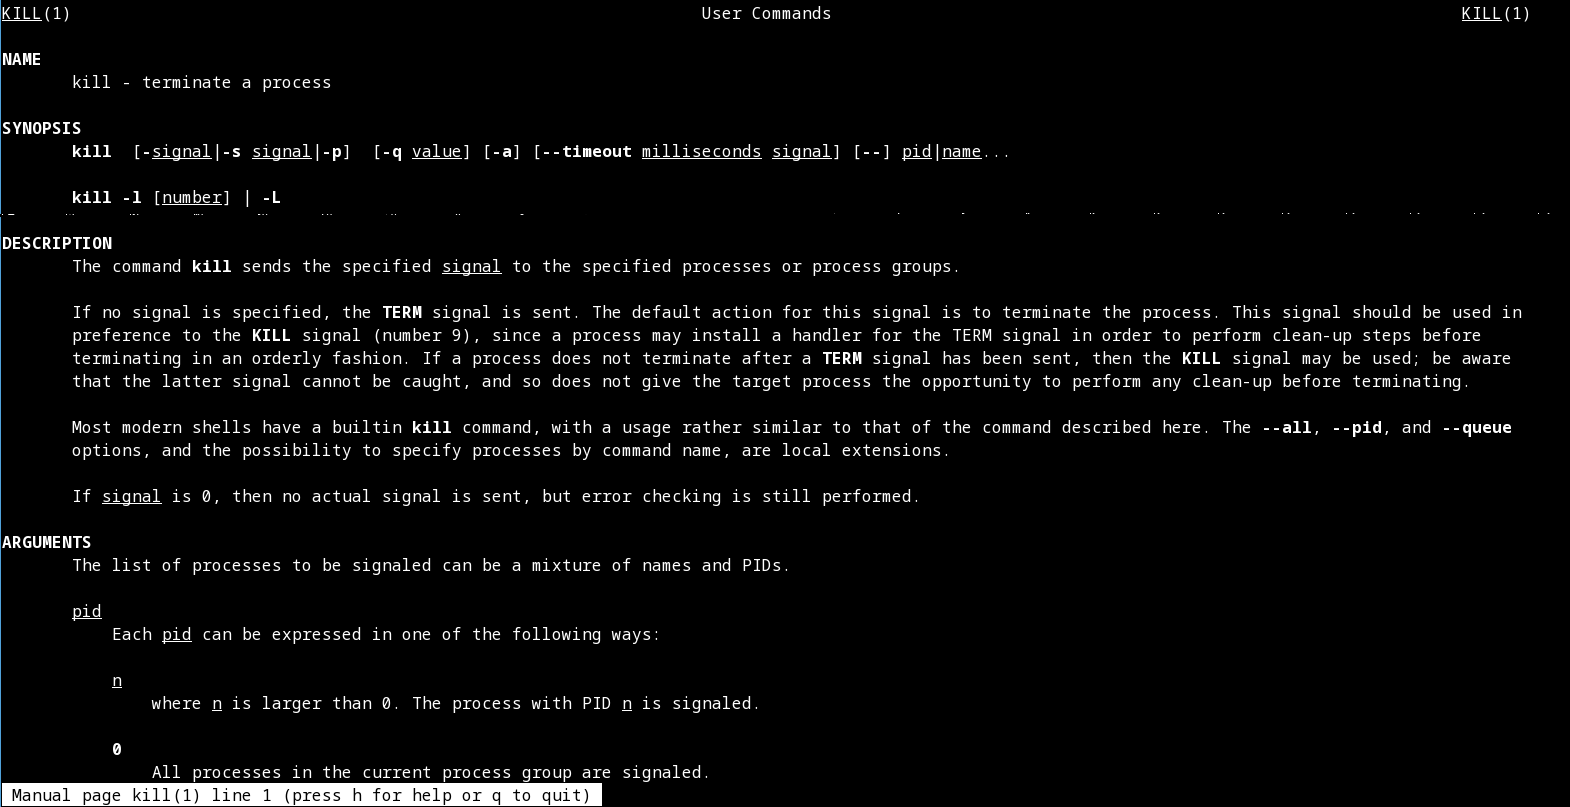 KILL(1) User Commands KILL(1)
NAME
kill - terminate a process
SYNOPSIS
kill [-signal|-s signal|-p] [-q value] [-a] [--timeout milliseconds signal] [--] pid|name...
kill -l [number] | -L
DESCRIPTION
The command kill sends the specified signal to the specified processes or process groups.
If no signal is specified, the TERM signal is sent. The default action for this signal is to terminate the process. This signal should be used in
preference to the KILL signal (number 9), since a process may install a handler for the TERM signal in order to perform clean-up steps before
terminating in an orderly fashion. If a process does not terminate after a TERM signal has been sent, then the KILL signal may be used; be aware
that the latter signal cannot be caught, and so does not give the target process the opportunity to perform any clean-up before terminating.
Most modern shells have a builtin kill command, with a usage rather similar to that of the command described here. The --all, --pid, and --queue
options, and the possibility to specify processes by command name, are local extensions.
If signal is 0, then no actual signal is sent, but error checking is still performed.
ARGUMENTS
The list of processes to be signaled can be a mixture of names and PIDs.
pid
Each pid can be expressed in one of the following ways:
n
where n is larger than 0. The process with PID n is signaled.
0
All processes in the current process group are signaled.
Manual page kill(1) line 1 (press h for help or q to quit)